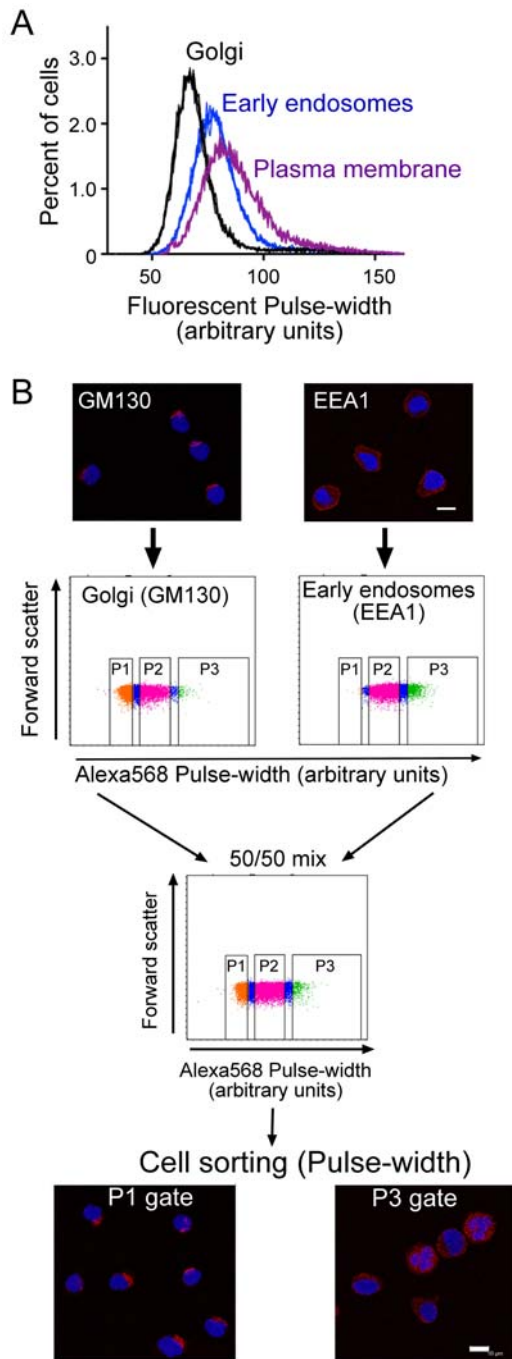 A
Percent of cells
3.0
2.0
1.0
0
Golgi
Early endosomes
Plasma membrane
50
100
150
Fluorescent Pulse-width
(arbitrary units)
B
GM130
EEA1
Forward scatter
Golgi (GM130)
P1 P2 P3
Early endosomes
(EEA1)
P1 P2 P3
Alexa568 Pulse-width (arbitrary units)
50/50 mix
Forward scatter
P1 P2 P3
Alexa568 Pulse-width
(arbitrary units)
Cell sorting (Pulse-width)
P1 gate
P3 gate